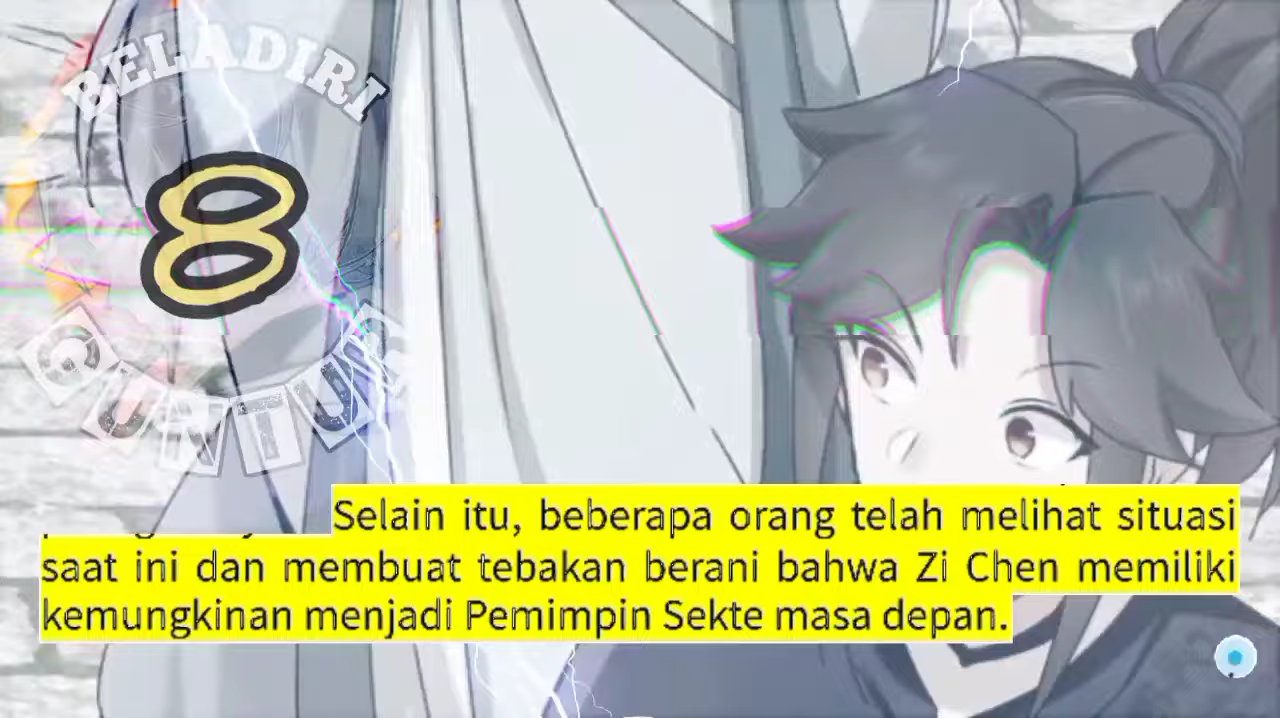 BELADIRI
8
GUNTUR
Selain itu, beberapa orang telah melihat situasi
saat ini dan membuat tebakan berani bahwa Zi Chen memiliki
kemungkinan menjadi Pemimpin Sekte masa depan.